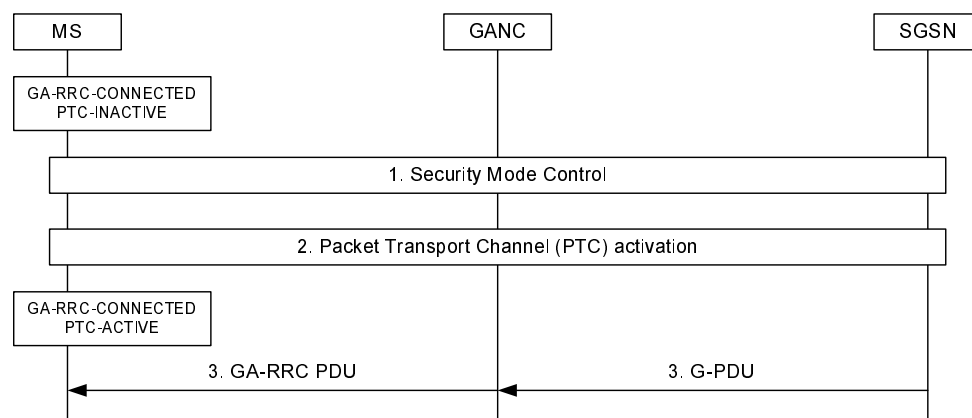 MS
GANC
SGSN
GA-RRC-CONNECTED
PTC-INACTIVE
1. Security Mode Control
2. Packet Transport Channel (PTC) activation
GA-RRC-CONNECTED
PTC-ACTIVE
3. GA-RRC PDU
3. G-PDU